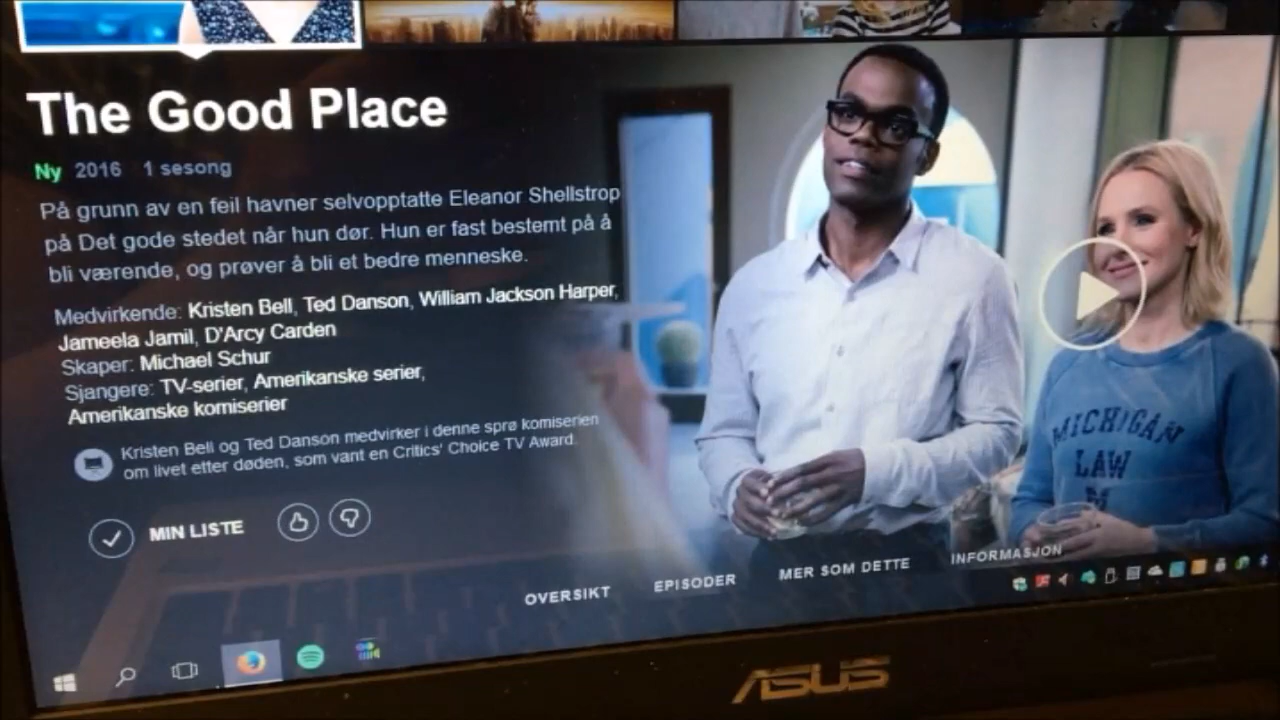 The Good Place
Ny 2016 1 sesong
På grunn av en feil havner selvopptatte Eleanor Shellstrop
på Det gode stedet når hun dør. Hun er fast bestemt på å
bli værende, og prøver å bli et bedre menneske.
Medvirkende: Kristen Bell, Ted Danson, William Jackson Harper,
Jameela Jamil, D'Arcy Carden
Skaper: Michael Schur
Sjangere: TV-serier, Amerikanske serier,
Amerikanske komiserier
Kristen Bell og Ted Danson medvirker i denne sprø komiserien
om livet etter døden, som vant en Critics' Choice TV Award.
MIN LISTE
OVERSIKT EPISODER MER SOM DETTE INFORMASJON
MICHIGAN
LAW
M
ASUS